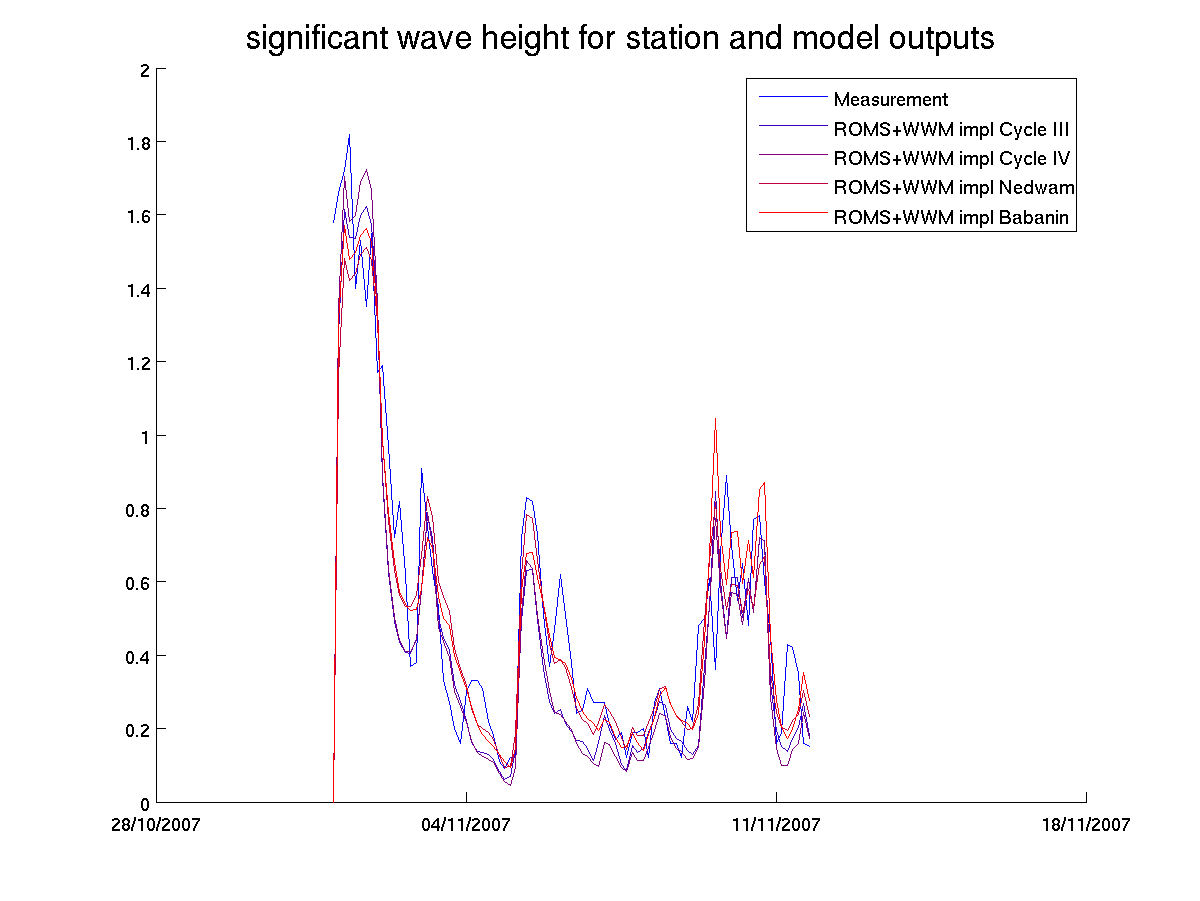 significant wave height for station and model outputs
2
1.8
1.6
1.4
1.2
1
0.8
0.6
0.4
0.2
0
28/10/2007
04/11/2007
11/11/2007
18/11/2007
Measurement
ROMS+WWM impl Cycle III
ROMS+WWM impl Cycle IV
ROMS+WWM impl Nedwam
ROMS+WWM impl Babanin